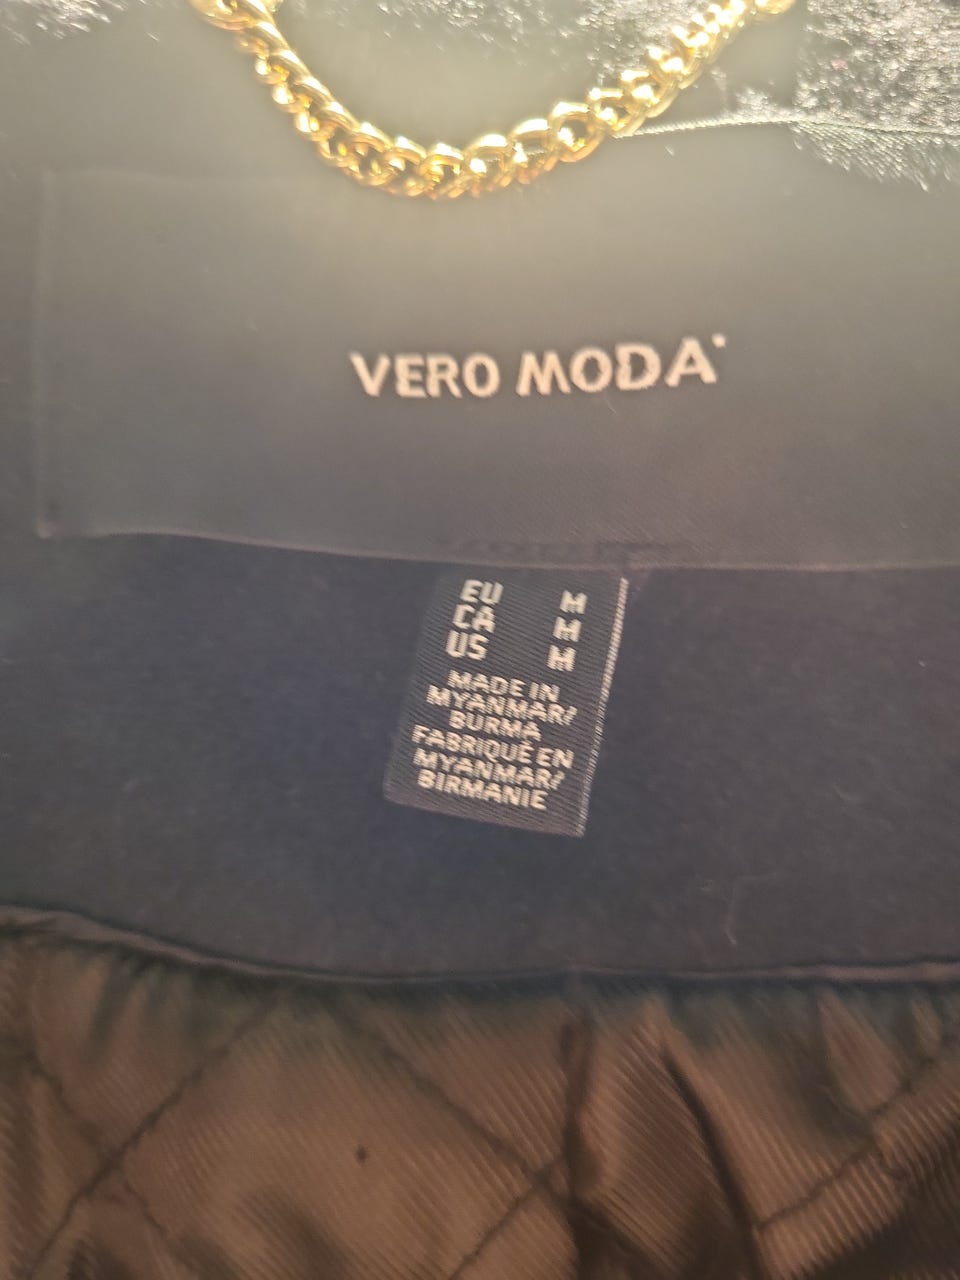 VERO MODA
EU M
CA M
US M
MADE IN
MYANMAR/
BURMA
FABRIQUÉ EN
MYANMAR/
BIRMANIE